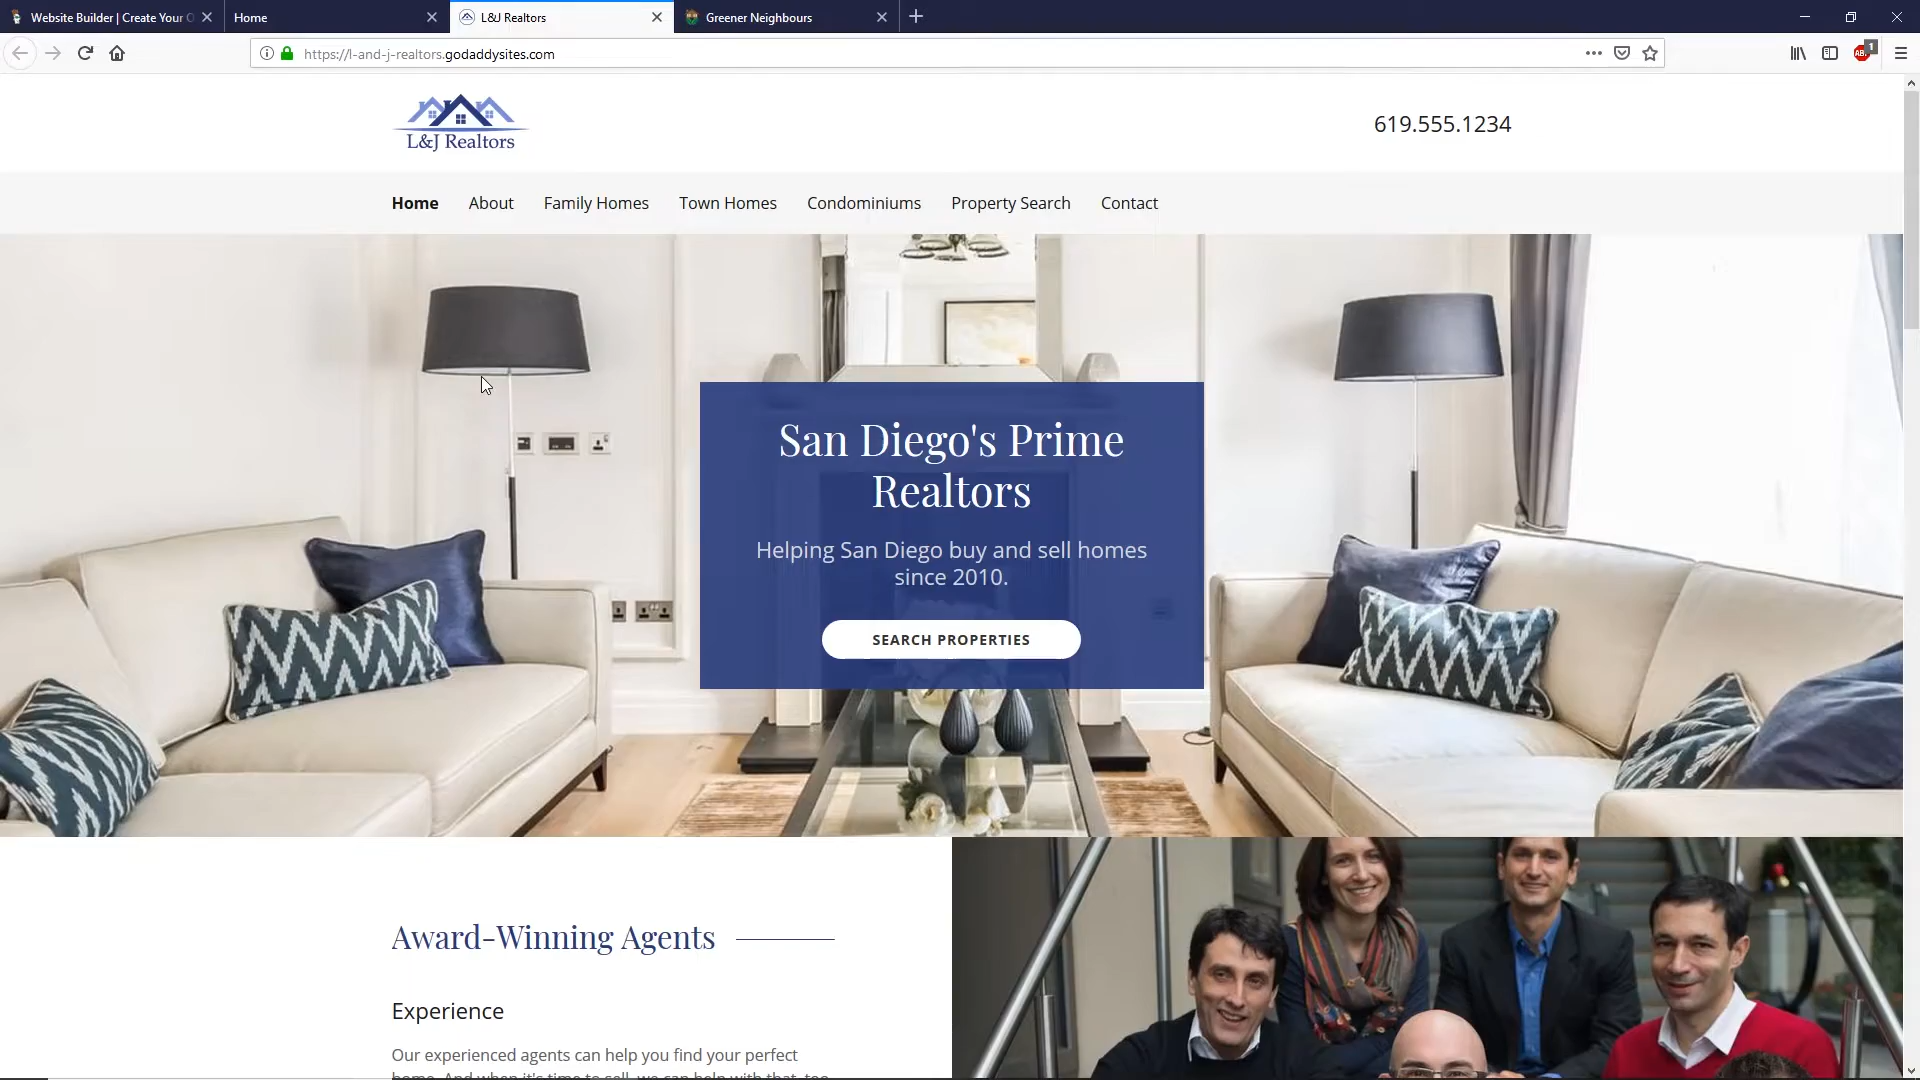 Website Builder | Create Your O
Home
L&J Realtors
Greener Neighbours
https://l-and-j-realtors.godaddysites.com
1
L&J Realtors
619.555.1234
Home
About
Family Homes
Town Homes
Condominiums
Property Search
Contact
San Diego's Prime
Realtors
Helping San Diego buy and sell homes
since 2010.
SEARCH PROPERTIES
Award-Winning Agents
Experience
Our experienced agents can help you find your perfect
home. And when it's time to sell, we can help with that, too